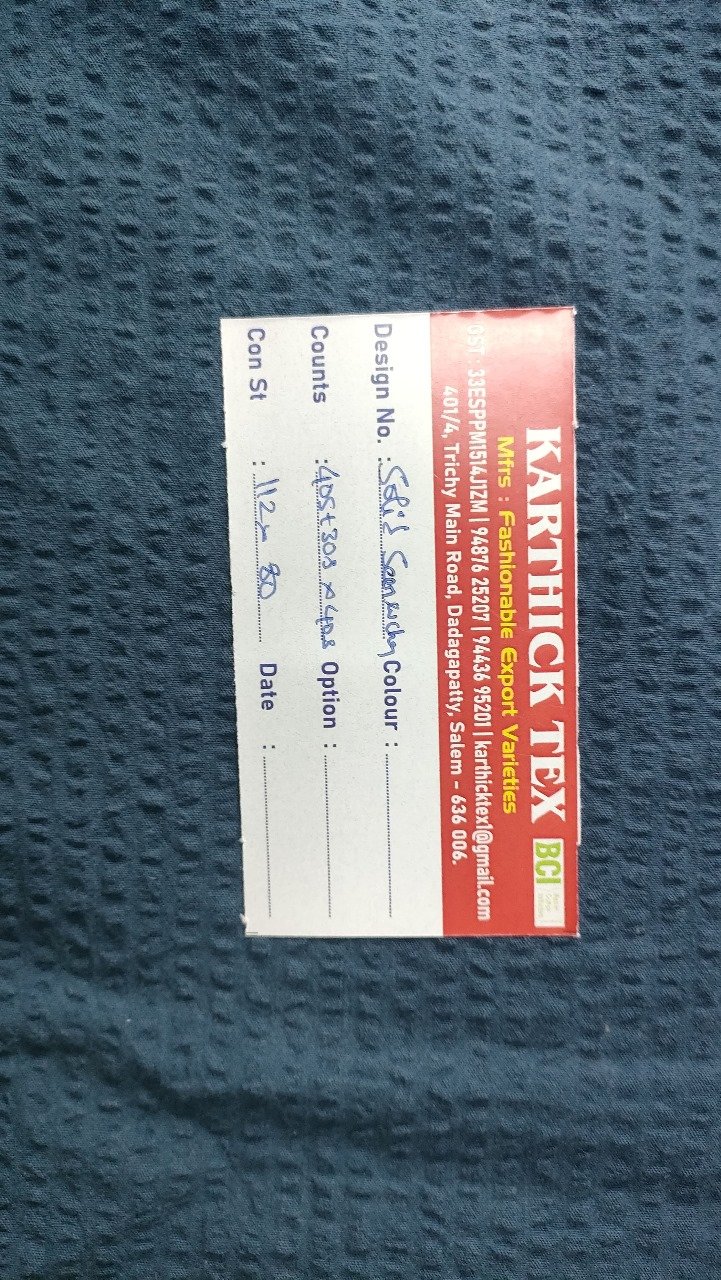 KARTHICK TEX BCI
Mfrs : Fashionable Export Varieties
GST : 33ESPPM1514J1ZM | 94876 25207 | 94436 95201 | karthicktex1@gmail.com
401/4, Trichy Main Road, Dadagapatty, Salem - 636 006.
Design No. : Solid Colour :
Counts : 40s+30s x 40s Option :
Con St : 112 x 80 Date :